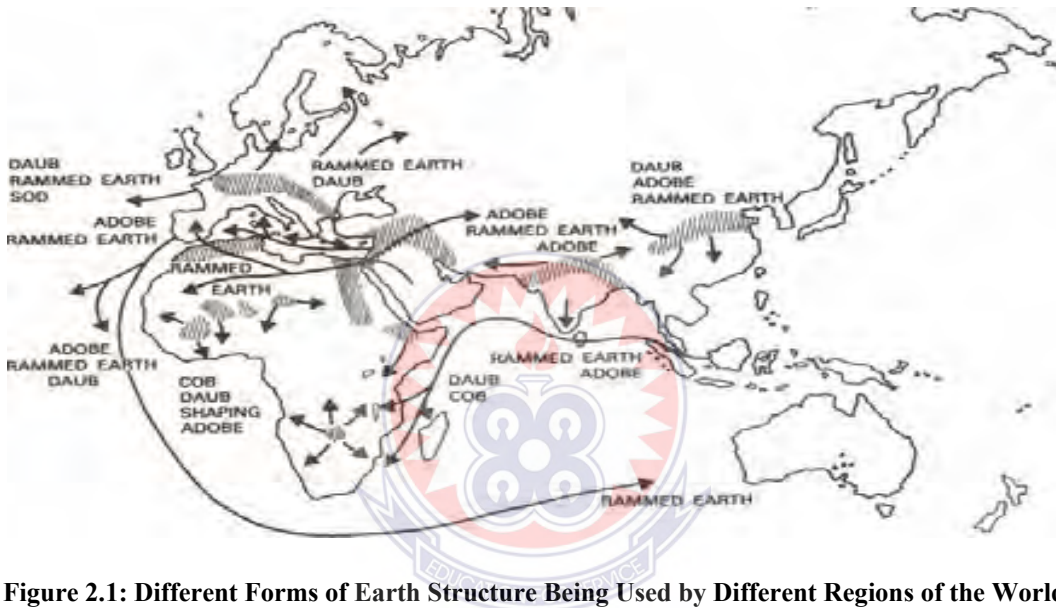 DAUB
RAMMED EARTH
SOD
ADOBE
RAMMED EARTH
RAMMED EARTH
DAUB
DAUB
ADOBE
RAMMED EARTH
ADOBE
RAMMED EARTH
ADOBE
RAMMED
EARTH
ADOBE
RAMMED EARTH
DAUB
COB
DAUB
SHAPING
ADOBE
RAMMED EARTH
ADOBE
DAUB
COB
RAMMED EARTH
EDUCATION SERVICE
Figure 2.1: Different Forms of Earth Structure Being Used by Different Regions of the World